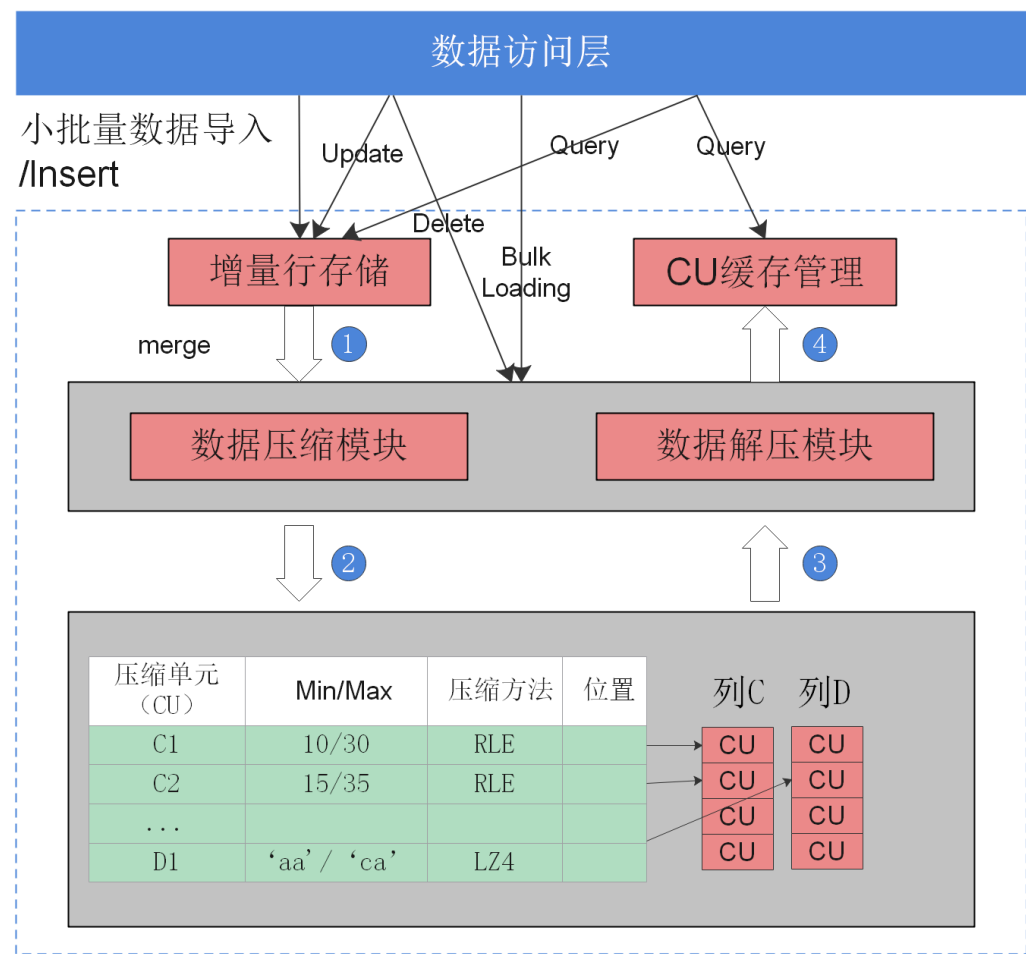 数据访问层
小批量数据导入
/Insert
Update
Query
Query
Delete
Bulk
Loading
增量行存储
CU缓存管理
merge
1
4
数据压缩模块
数据解压模块
2
3
压缩单元
（CU）
Min/Max
压缩方法
位置
列C
列D
C1
10/30
RLE
CU
CU
C2
15/35
RLE
CU
CU
...
CU
CU
D1
‘aa’/ ‘ca’
LZ4
CU
CU